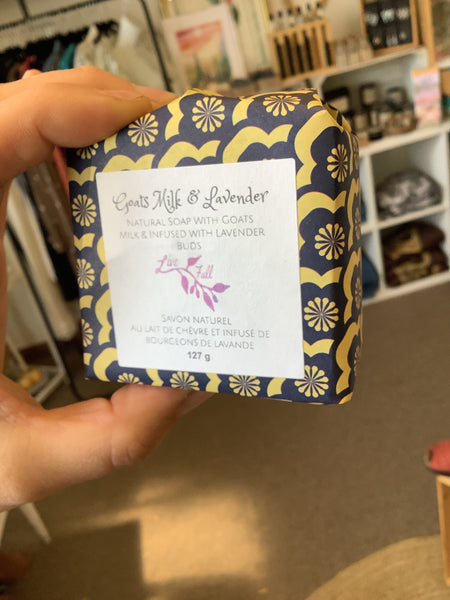 Goats Milk & Lavender
NATURAL SOAP WITH GOATS
MILK & INFUSED WITH LAVENDER
BUDS
Live Full
SAVON NATUREL
AU LAIT DE CHÈVRE ET INFUSÉ DE
BOURGEONS DE LAVANDE
127 g